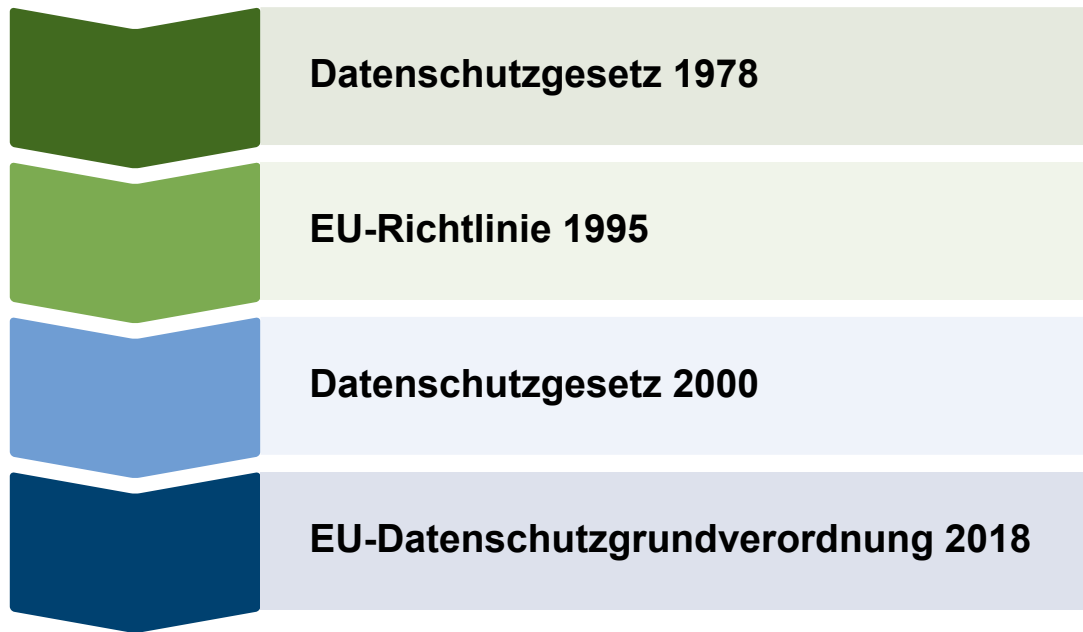 Datenschutzgesetz 1978
EU-Richtlinie 1995
Datenschutzgesetz 2000
EU-Datenschutzgrundverordnung 2018